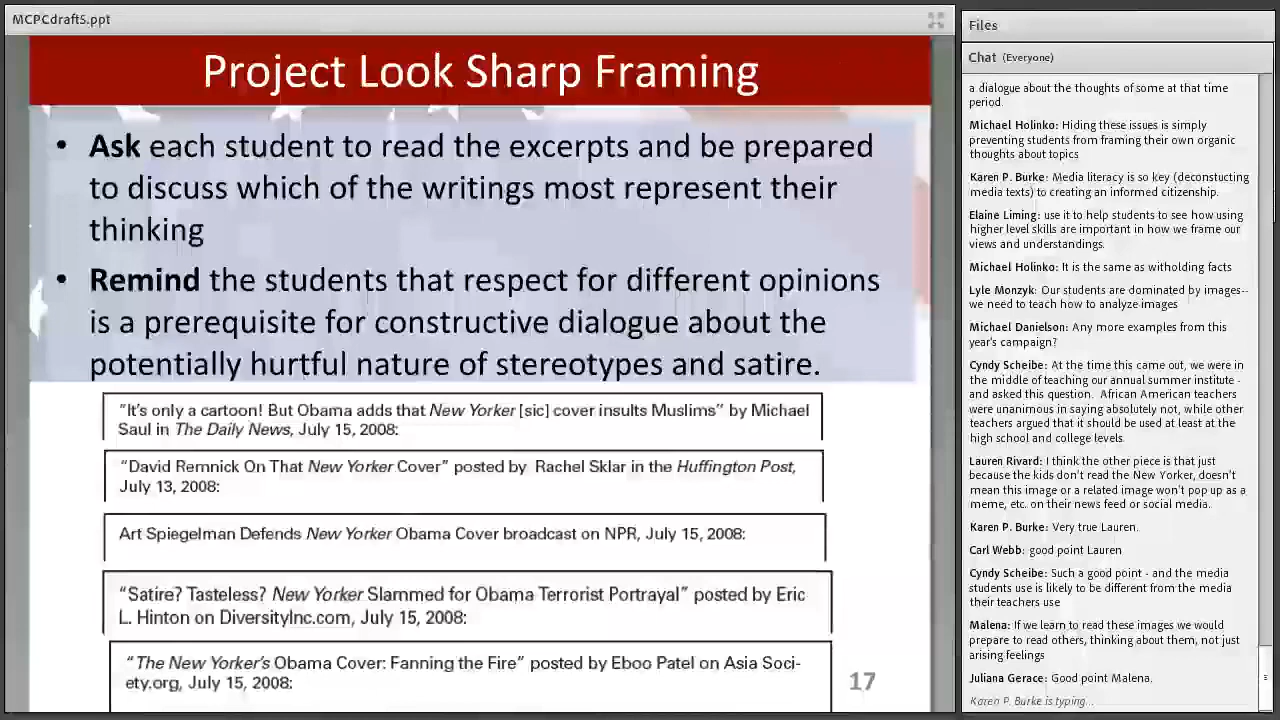 MCPCdraft5.ppt
Project Look Sharp Framing
• Ask each student to read the excerpts and be prepared
to discuss which of the writings most represent their
thinking
• Remind the students that respect for different opinions
is a prerequisite for constructive dialogue about the
potentially hurtful nature of stereotypes and satire.
"It's only a cartoon! But Obama adds that New Yorker [sic] cover insults Muslims" by Michael
Saul in The Daily News, July 15, 2008:
"David Remnick On That New Yorker Cover" posted by Rachel Sklar in the Huffington Post,
July 13, 2008:
Art Spiegelman Defends New Yorker Obama Cover broadcast on NPR, July 15, 2008:
"Satire? Tasteless? New Yorker Slammed for Obama Terrorist Portrayal" posted by Eric
L. Hinton on DiversityInc.com, July 15, 2008:
"The New Yorker's Obama Cover: Fanning the Fire" posted by Eboo Patel on Asia Soci-
ety.org, July 15, 2008:
17
Files
Chat (Everyone)
a dialogue about the thoughts of some at that time
period.
Michael Holinko: Hiding these issues is simply
preventing students from framing their own organic
thoughts about topics
Karen P. Burke: Media literacy is so key (deconstucting
media texts) to creating an informed citizenship.
Elaine Liming: use it to help students to see how using
higher level skills are important in how we frame our
views and understandings.
Michael Holinko: It is the same as witholding facts
Lyle Monzyk: Our students are dominated by images--
we need to teach how to analyze images
Michael Danielson: Any more examples from this
year's campaign?
Cyndy Scheibe: At the time this came out, we were in
the middle of teaching our annual summer institute -
and asked this question. African American teachers
were unanimous in saying absolutely not, while other
teachers argued that it should be used at least at the
high school and college levels.
Lauren Rivard: I think the other piece is that just
because the kids don't read the New Yorker, doesn't
mean this image or a related image won't pop up as a
meme, etc. on their news feed or social media.
Karen P. Burke: Very true Lauren.
Carl Webb: good point Lauren
Cyndy Scheibe: Such a good point - and the media
students use is likely to be different from the media
their teachers use
Malena: If we learn to read these images we would
prepare to read others, thinking about them, not just
arising feelings
Juliana Gerace: Good point Malena.
Karen P. Burke is typing...